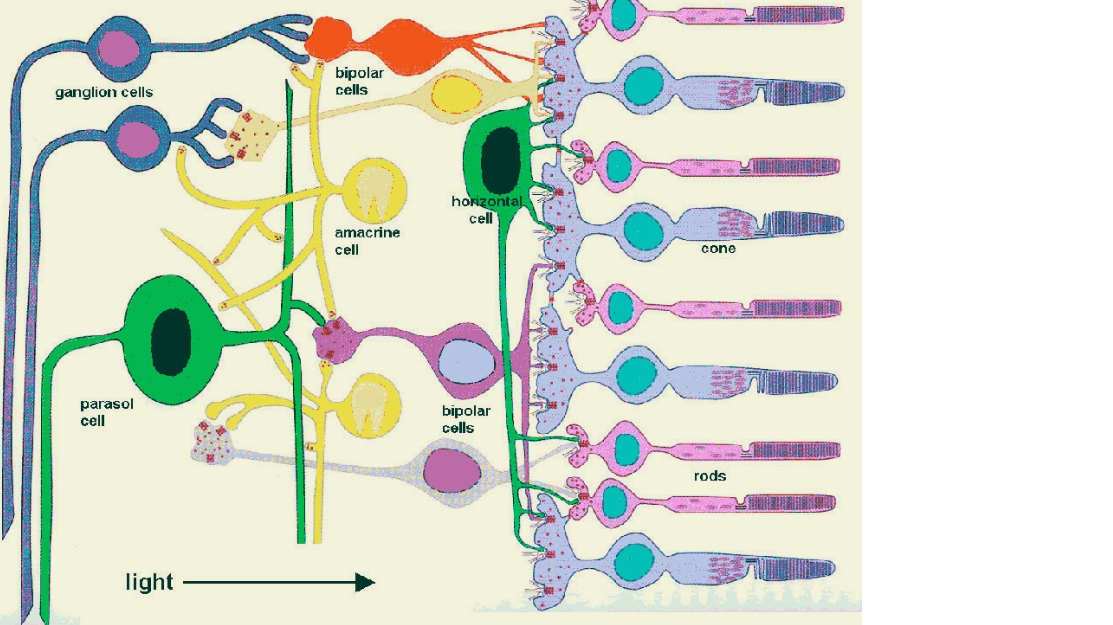 ganglion cells
bipolar
cells
horizontal
cell
amacrine
cell
cone
parasol
cell
bipolar
cells
rods
light